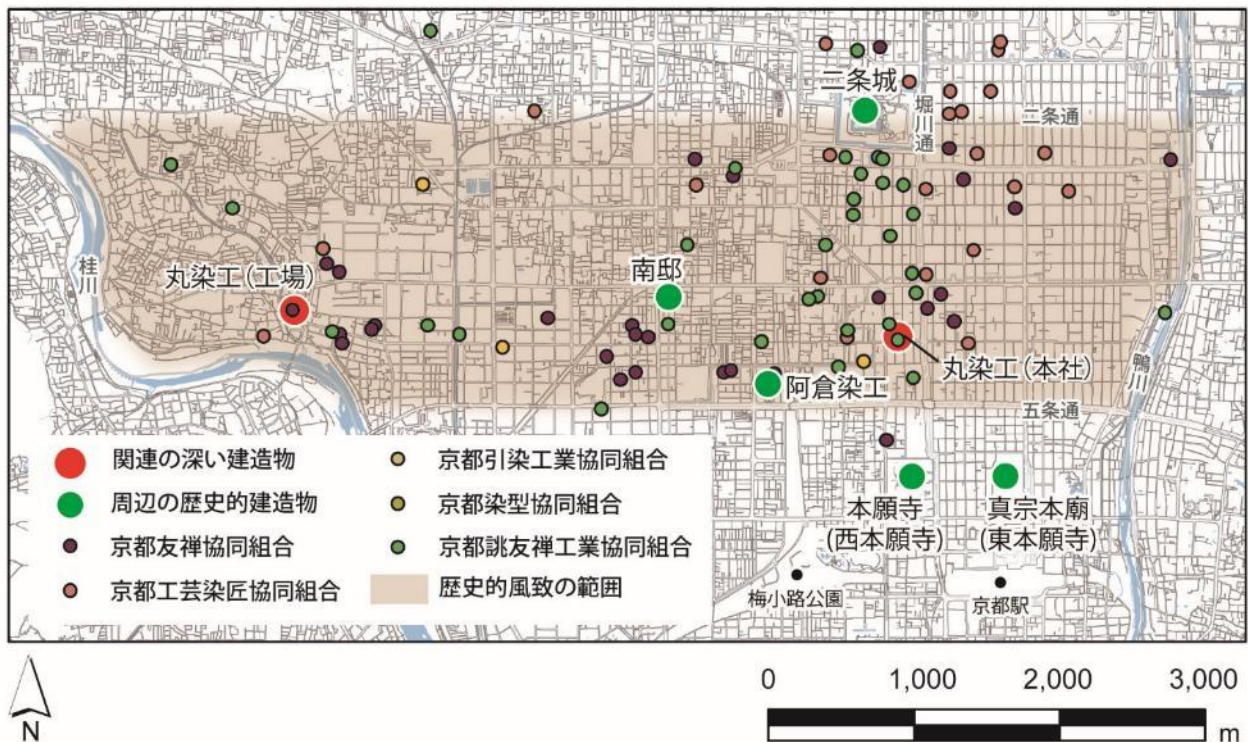 二条城
堀川通
二条通
桂川
丸染工（工場）
南邸
丸染工（本社）
阿倉染工
鴨川
五条通
関連の深い建造物
周辺の歴史的建造物
京都友禅協同組合
京都工芸染匠協同組合
京都引染工業協同組合
京都染型協同組合
京都誂友禅工業協同組合
歴史的風致の範囲
本願寺
(西本願寺)
真宗本廟
(東本願寺)
梅小路公園
京都駅
N
0 1,000 2,000 3,000
m